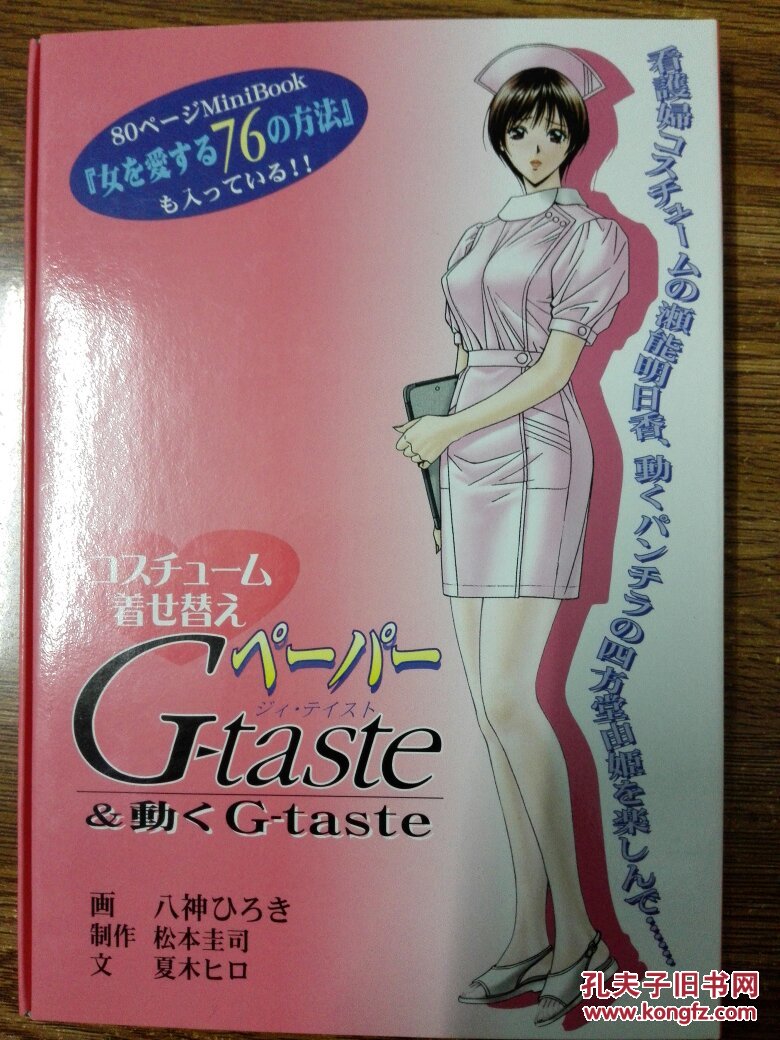 80ページMiniBook
『女を愛する76の方法』
も入っている!!
看護婦コスチュームの瀬能明日香、動くパンチラの四方堂由姫を楽しんで……
コスチューム
着せ替え
ペーパー
ジィ・テイスト
G-taste
& 動くG-taste
画 八神ひろき
制作 松本圭司
文 夏木ヒロ
孔夫子旧书网
www.kongfz.com